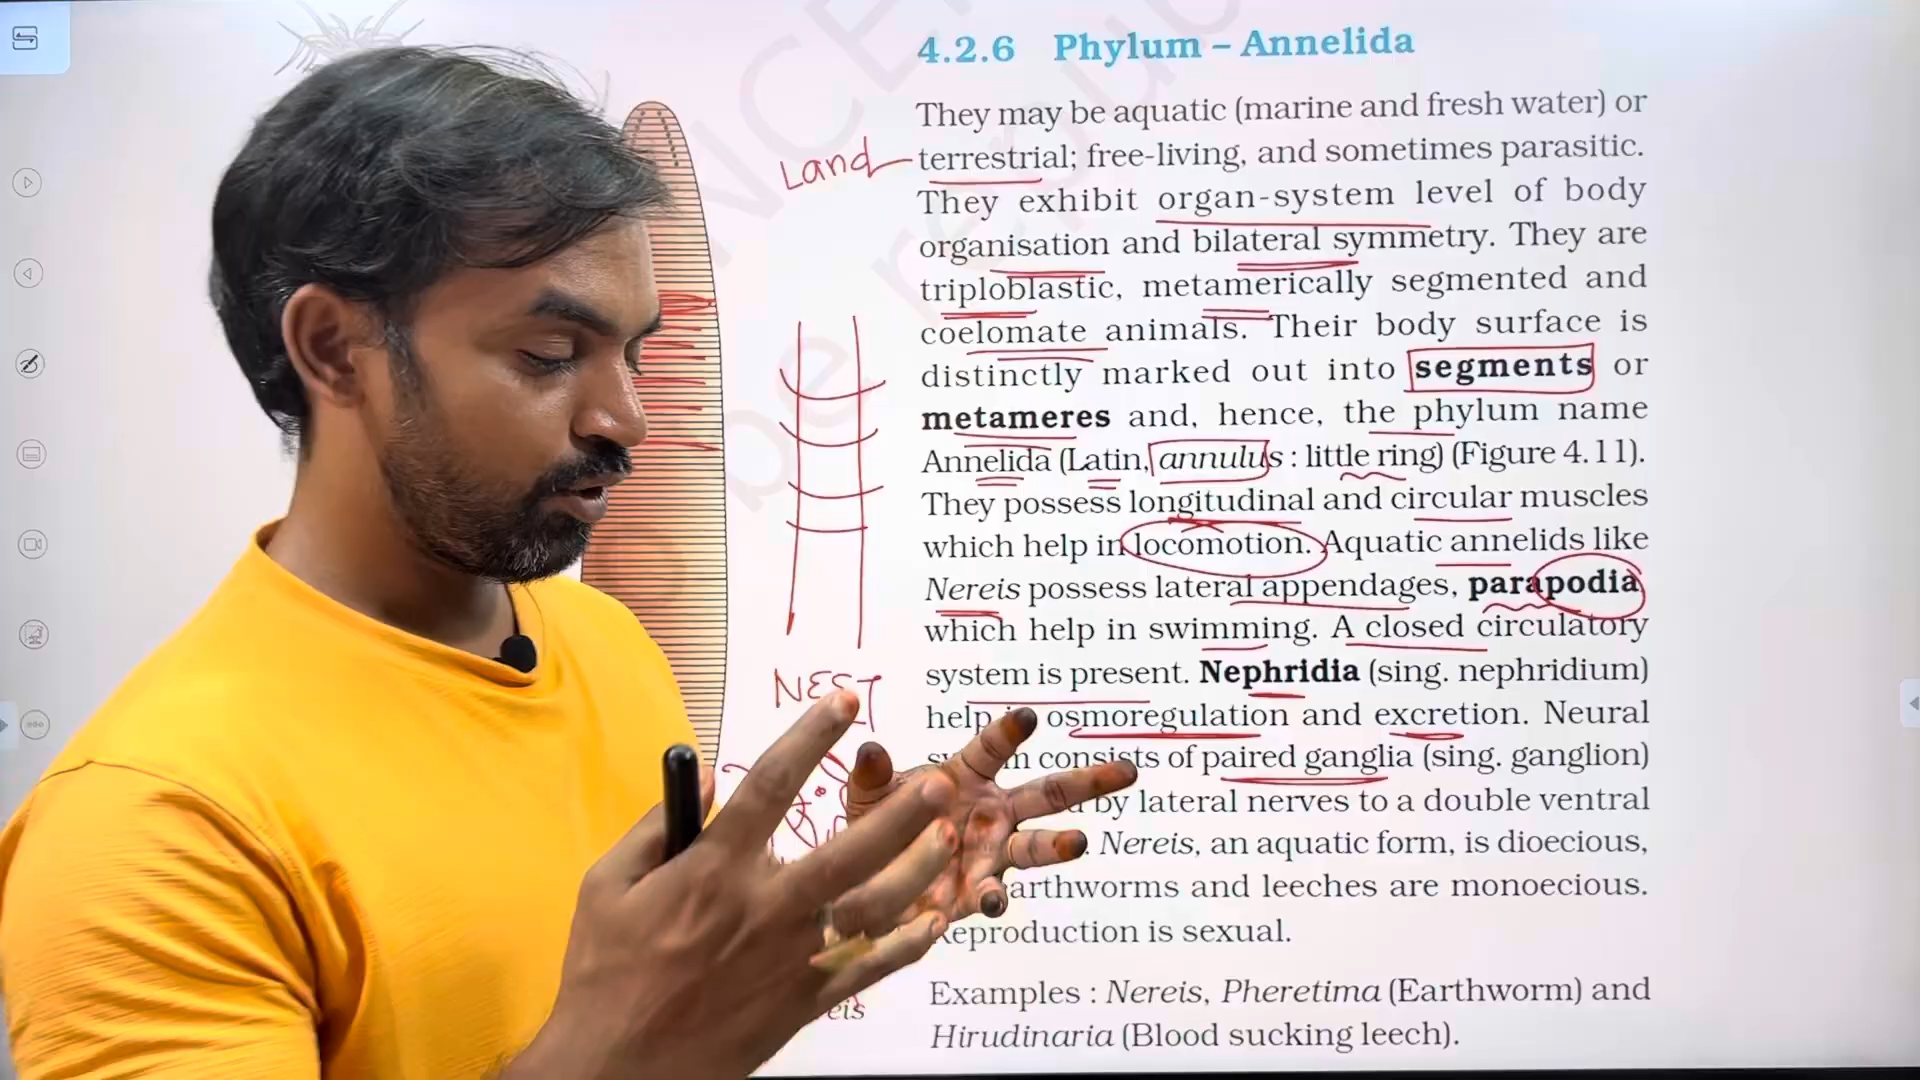 4.2.6 Phylum – Annelida
They may be aquatic (marine and fresh water) or
Land
terrestrial; free-living, and sometimes parasitic.
They exhibit organ-system level of body
organisation and bilateral symmetry. They are
triploblastic, metamerically segmented and
coelomate animals. Their body surface is
distinctly marked out into segments or
metameres and, hence, the phylum name
Annelida (Latin, annulus : little ring) (Figure 4.11).
They possess longitudinal and circular muscles
which help in locomotion. Aquatic annelids like
Nereis possess lateral appendages, parapodia
which help in swimming. A closed circulatory
system is present. Nephridia (sing. nephridium)
NEET
help osmoregulation and excretion. Neural
consists of paired ganglia (sing. ganglion)
by lateral nerves to a double ventral
Nereis, an aquatic form, is dioecious,
earthworms and leeches are monoecious.
Reproduction is sexual.
Examples : Nereis, Pheretima (Earthworm) and
Hirudinaria (Blood sucking leech).